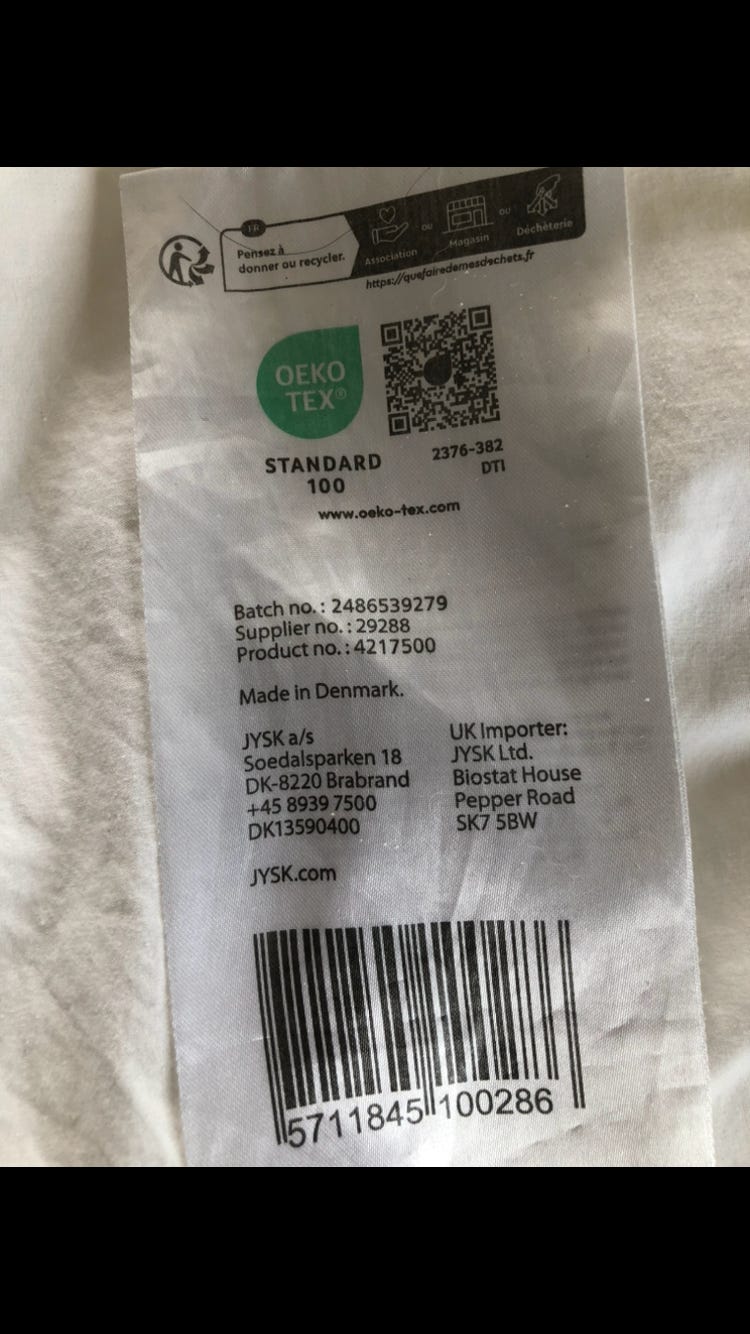 FR
Pensez à
donner ou recycler.
Association
ou
Magasin
ou
Déchèterie
https://quefairedemesdechets.fr
OEKO
TEX®
STANDARD
100
2376-382
DTI
www.oeko-tex.com
Batch no.: 2486539279
Supplier no.: 29288
Product no.: 4217500
Made in Denmark.
JYSK a/s
Soedalsparken 18
DK-8220 Brabrand
+45 8939 7500
DK13590400
JYSK.com
UK Importer:
JYSK Ltd.
Biostat House
Pepper Road
SK7 5BW
5711845100286